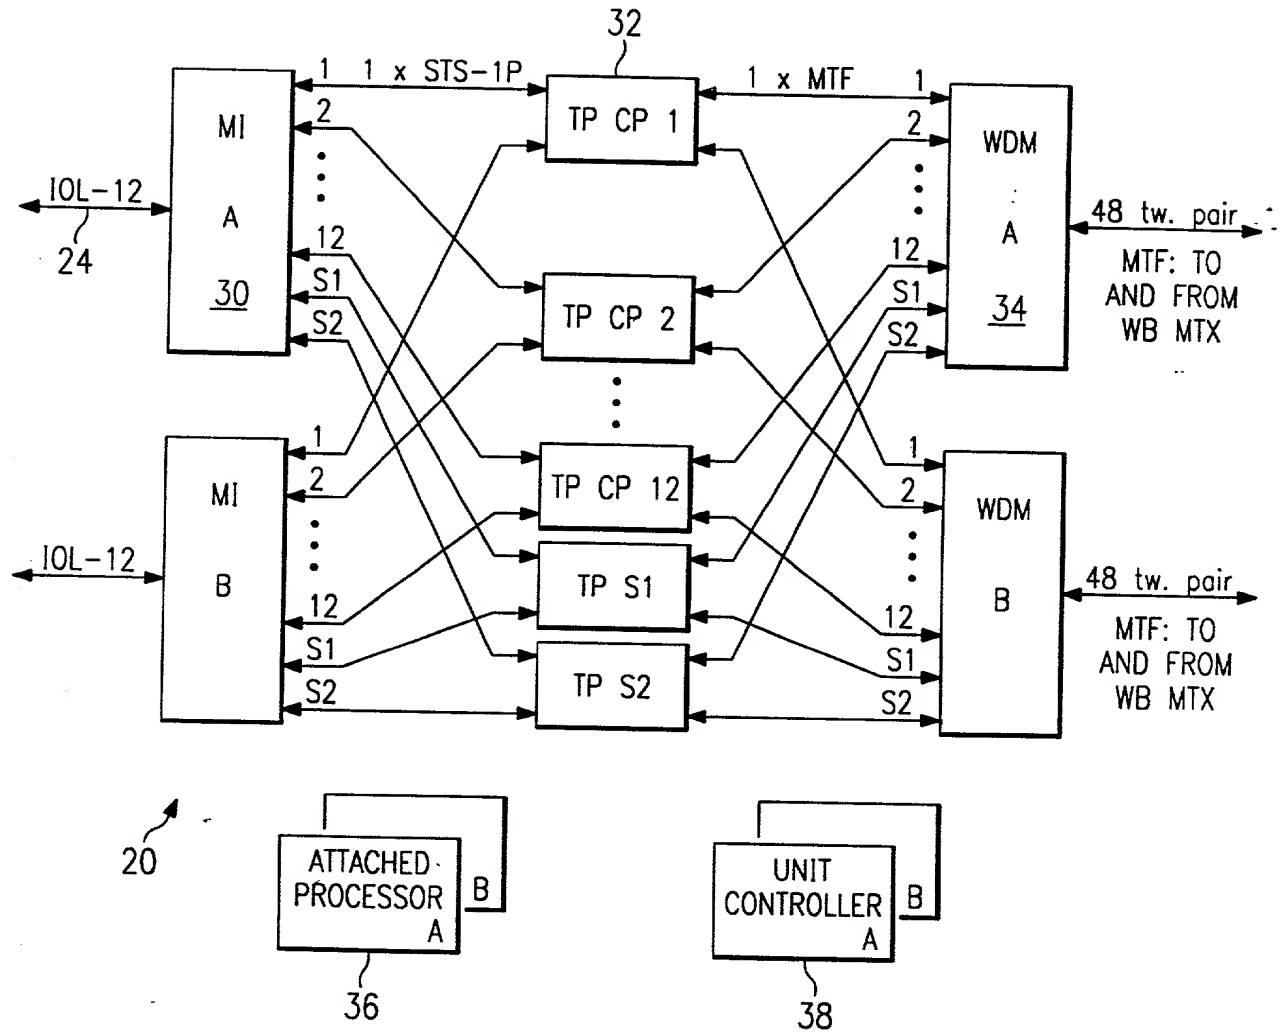 32
1 1 x STS-1P
TP CP 1
1 x MTF 1
MI
A
30
2
12
S1
S2
IOL-12
24
2
12
S1
S2
WDM
A
34
48 tw. pair
MTF: TO
AND FROM
WB MTX
TP CP 2
TP CP 12
TP S1
TP S2
MI
B
1
2
12
S1
S2
IOL-12
1
2
12
S1
S2
WDM
B
48 tw. pair
MTF: TO
AND FROM
WB MTX
20
ATTACHED
PROCESSOR
A
B
36
UNIT
CONTROLLER
A
B
38